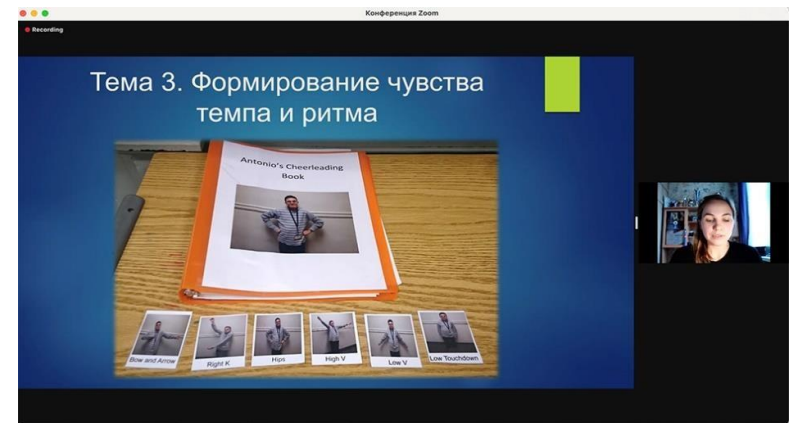 Конференция Zoom
Recording
Тема 3. Формирование чувства
темпа и ритма
Antonio's Cheerleading
Book
Bow and Arrow
Right K
Hips
High V
Low V
Low Touchdown